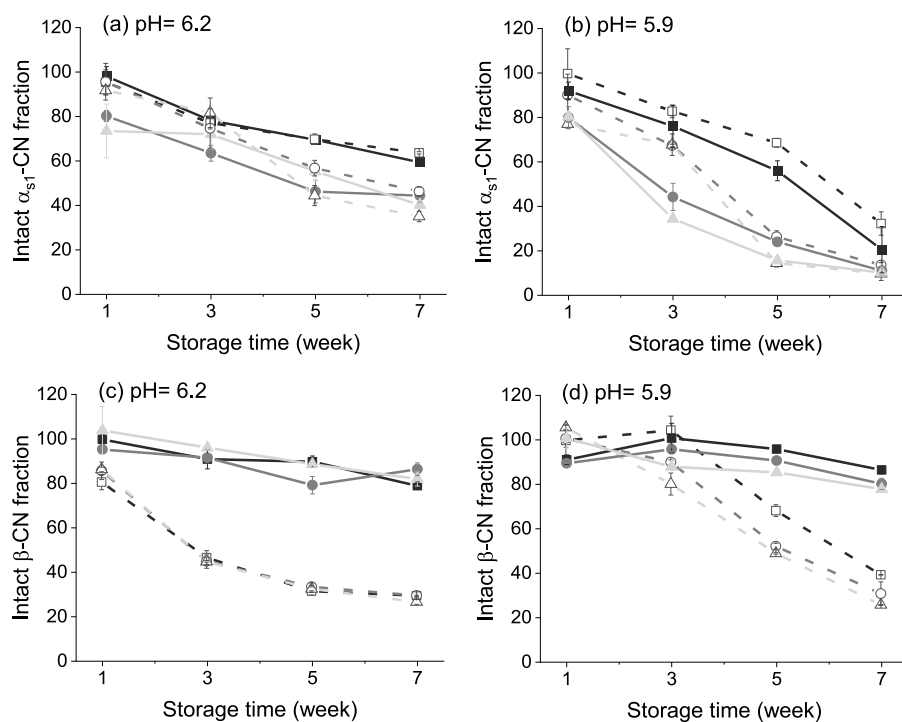 (a) pH= 6.2
Intact αs1-CN fraction
120
100
80
60
40
20
0
1 3 5 7
Storage time (week)
(b) pH= 5.9
Intact αs1-CN fraction
120
100
80
60
40
20
0
1 3 5 7
Storage time (week)
(c) pH= 6.2
Intact β-CN fraction
120
100
80
60
40
20
0
1 3 5 7
Storage time (week)
(d) pH= 5.9
Intact β-CN fraction
120
100
80
60
40
20
0
1 3 5 7
Storage time (week)